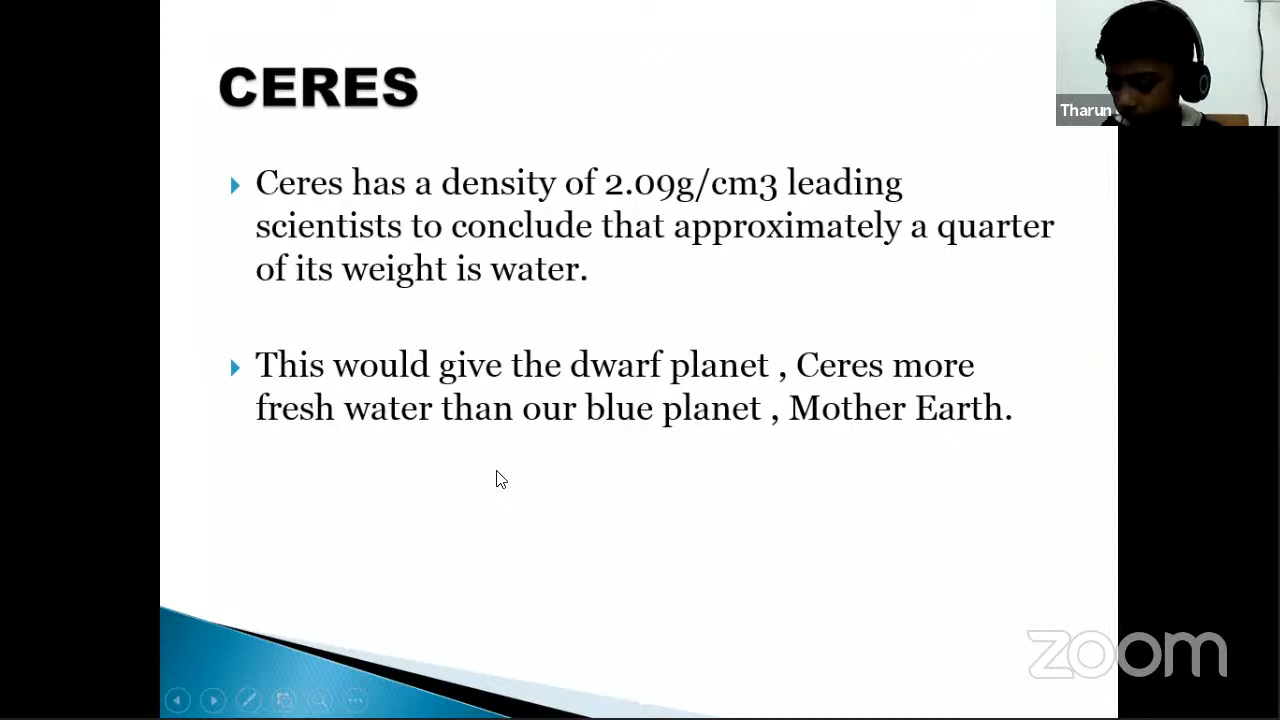 CERES
Tharun
Ceres has a density of 2.09g/cm3 leading
scientists to conclude that approximately a quarter
of its weight is water.
This would give the dwarf planet , Ceres more
fresh water than our blue planet , Mother Earth.
zoom